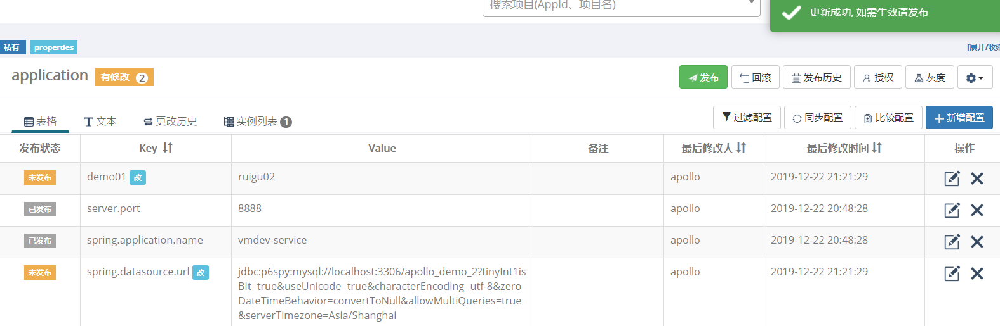 搜索项目(AppId、项目名)
更新成功, 如需生效请发布
私有 properties
[展开/收缩
application 有修改 2
发布 回滚 发布历史 授权 灰度
表格 文本 更改历史 实例列表 1
过滤配置 同步配置 比较配置 新增配置
发布状态 Key Value 备注 最后修改人 最后修改时间 操作
未发布 demo01 改 ruigu02 apollo 2019-12-22 21:21:29
已发布 server.port 8888 apollo 2019-12-22 20:48:28
已发布 spring.application.name vmdev-service apollo 2019-12-22 20:48:28
未发布 spring.datasource.url 改 jdbc:p6spy:mysql://localhost:3306/apollo_demo_2?tinyInt1is apollo 2019-12-22 21:21:29
Bit=true&useUnicode=true&characterEncoding=utf-8&zero
DateTimeBehavior=convertToNull&allowMultiQueries=true
&serverTimezone=Asia/Shanghai